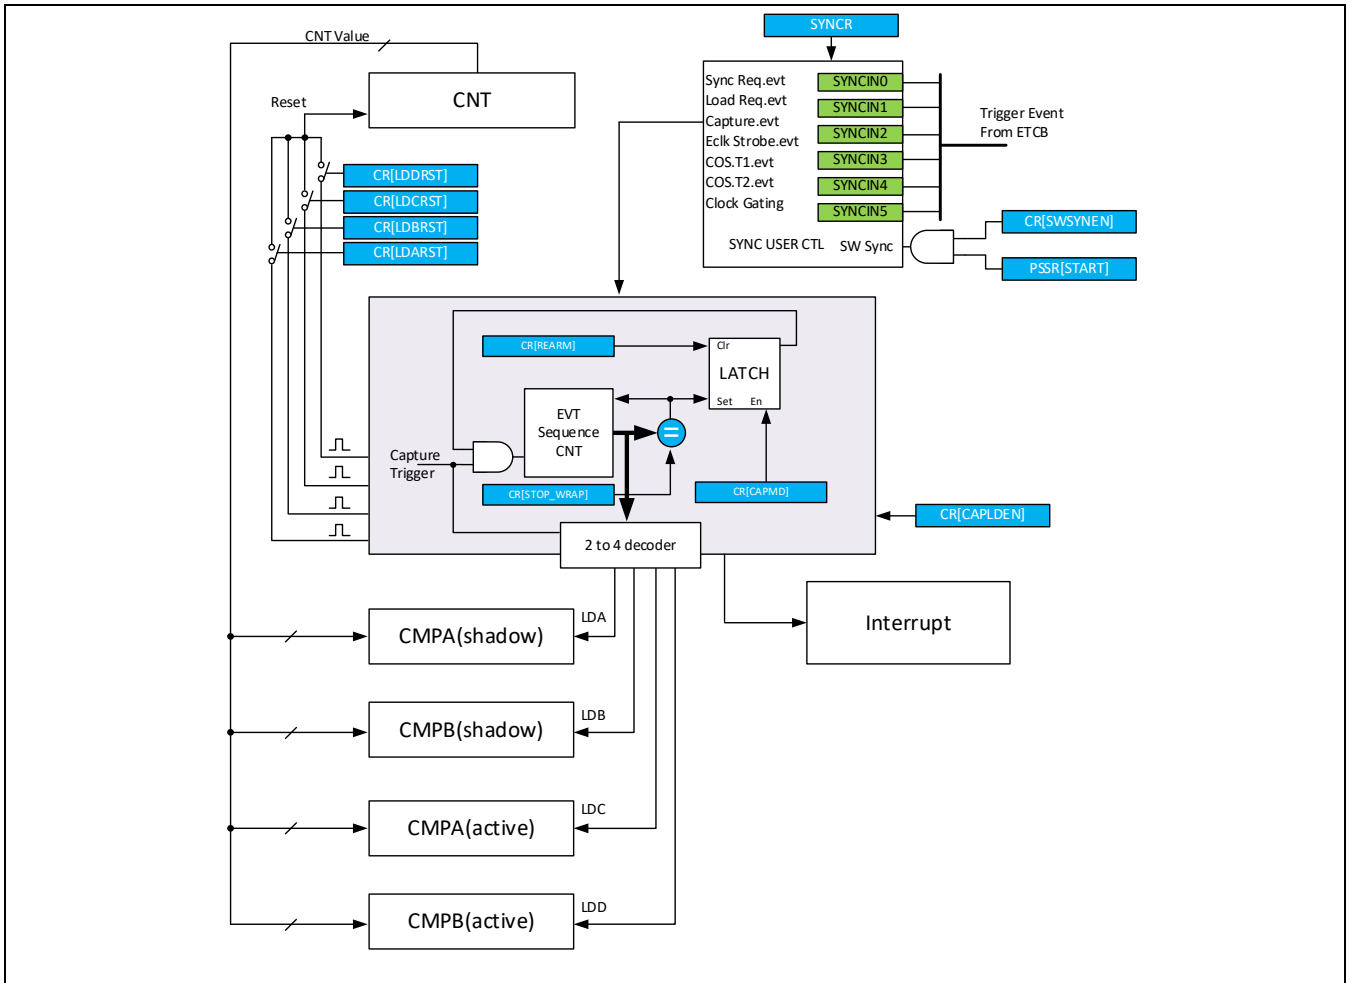 SYNCR
CNT Value
CNT
Reset
Sync Req.evt
Load Req.evt
Capture.evt
Eclk Strobe.evt
COS.T1.evt
COS.T2.evt
Clock Gating
SYNCIN0
SYNCIN1
SYNCIN2
SYNCIN3
SYNCIN4
SYNCIN5
SYNC USER CTL
SW Sync
Trigger Event
From ETCB
CR[SWSYNEN]
PSSR[START]
CR[LDDRST]
CR[LDCRST]
CR[LDBRST]
CR[LDARST]
CR[REARM]
Clr
LATCH
Set
En
EVT
Sequence
CNT
=
Capture
Trigger
CR[STOP_WRAP]
CR[CAPMD]
CR[CAPLDEN]
2 to 4 decoder
Interrupt
LDA
CMPA(shadow)
LDB
CMPB(shadow)
LDC
CMPA(active)
LDD
CMPB(active)